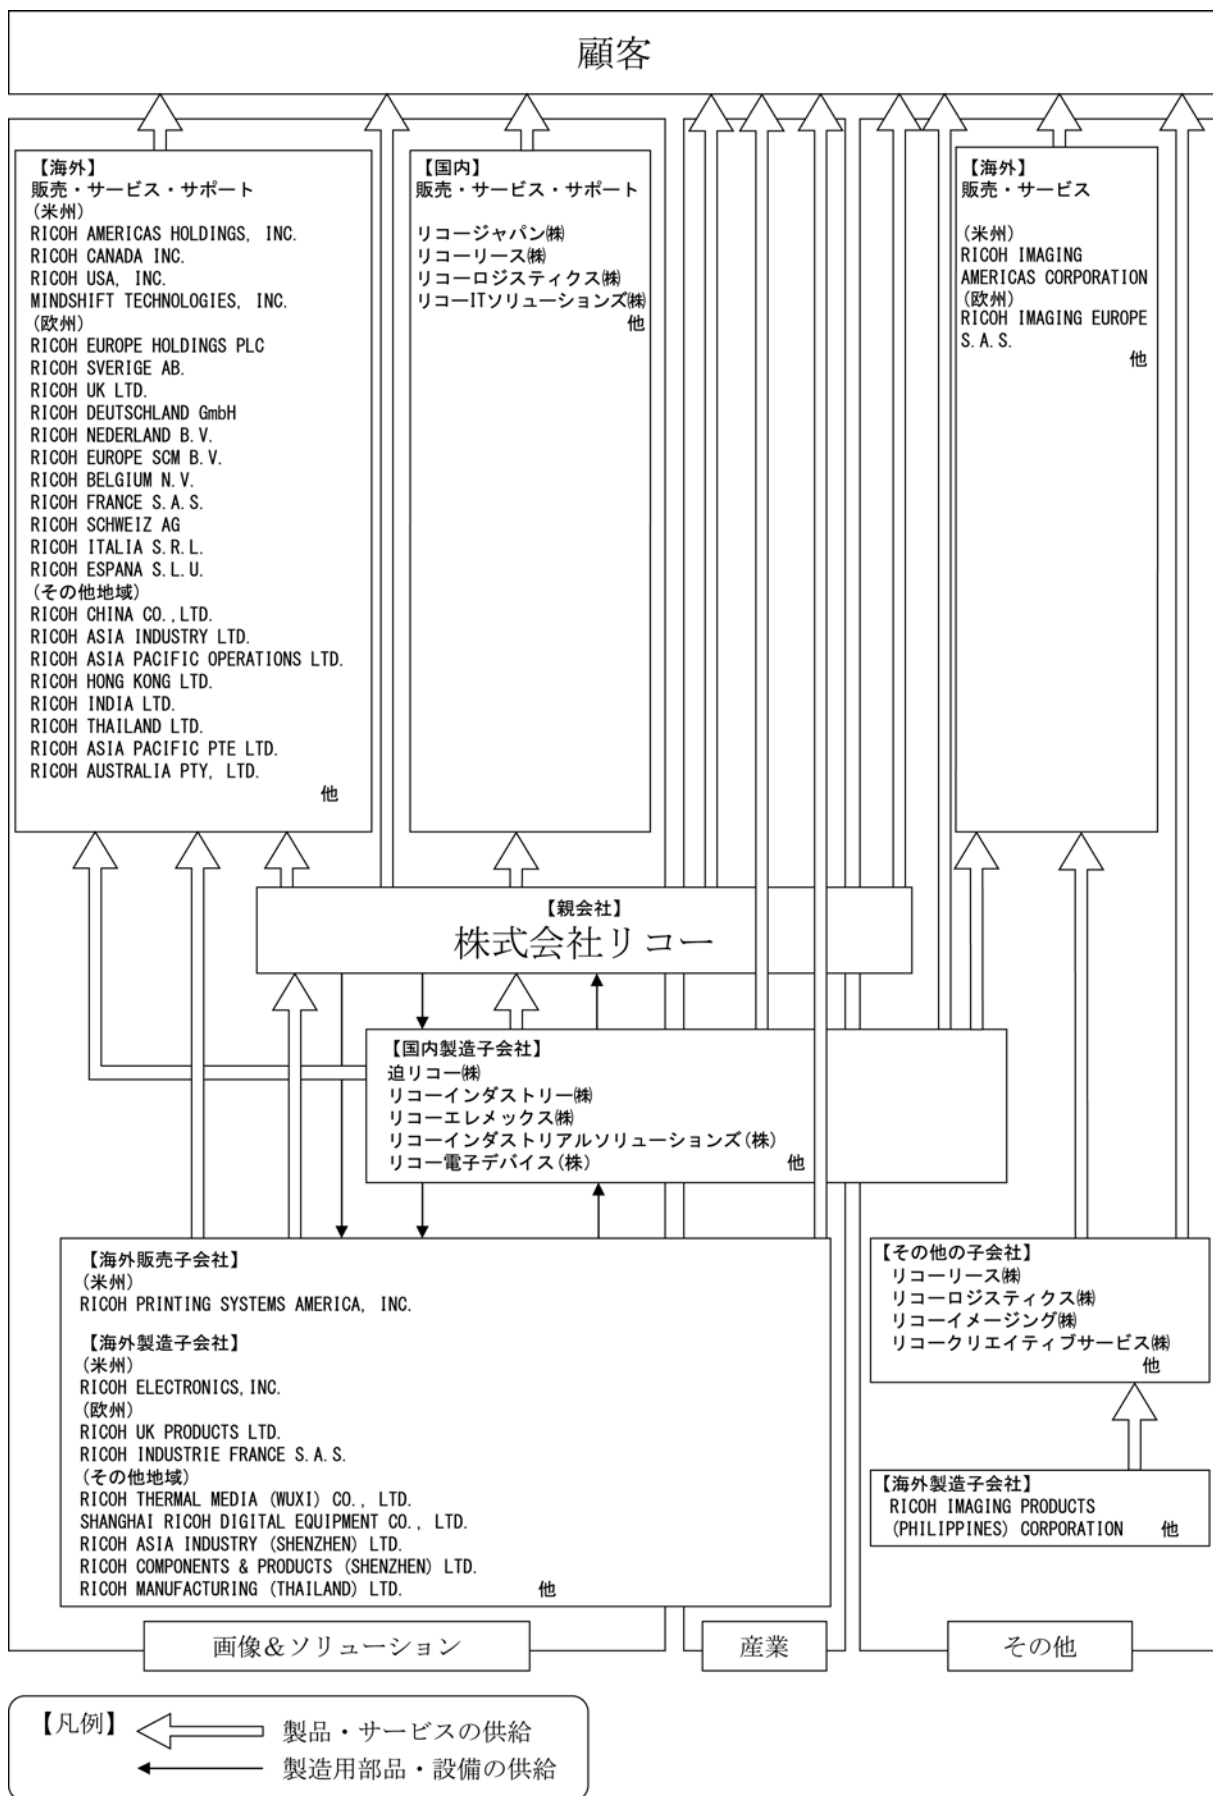 顧客
【海外】
販売・サービス・サポート
(米州)
RICOH AMERICAS HOLDINGS, INC.
RICOH CANADA INC.
RICOH USA, INC.
MINDSHIFT TECHNOLOGIES, INC.
(欧州)
RICOH EUROPE HOLDINGS PLC
RICOH SVERIGE AB.
RICOH UK LTD.
RICOH DEUTSCHLAND GmbH
RICOH NEDERLAND B.V.
RICOH EUROPE SCM B.V.
RICOH BELGIUM N.V.
RICOH FRANCE S.A.S.
RICOH SCHWEIZ AG
RICOH ITALIA S.R.L.
RICOH ESPANA S.L.U.
(その他地域)
RICOH CHINA CO.,LTD.
RICOH ASIA INDUSTRY LTD.
RICOH ASIA PACIFIC OPERATIONS LTD.
RICOH HONG KONG LTD.
RICOH INDIA LTD.
RICOH THAILAND LTD.
RICOH ASIA PACIFIC PTE LTD.
RICOH AUSTRALIA PTY, LTD.
他
【国内】
販売・サービス・サポート
リコージャパン㈱
リコーリース㈱
リコーロジスティクス㈱
リコーITソリューションズ㈱
他
【海外】
販売・サービス
(米州)
RICOH IMAGING
AMERICAS CORPORATION
(欧州)
RICOH IMAGING EUROPE
S.A.S.
他
【親会社】
株式会社リコー
【国内製造子会社】
迫リコー㈱
リコーインダストリー㈱
リコーエレメックス㈱
リコーインダストリアルソリューションズ(株)
リコー電子デバイス(株) 他
【海外販売子会社】
(米州)
RICOH PRINTING SYSTEMS AMERICA, INC.
【海外製造子会社】
(米州)
RICOH ELECTRONICS,INC.
(欧州)
RICOH UK PRODUCTS LTD.
RICOH INDUSTRIE FRANCE S.A.S.
(その他地域)
RICOH THERMAL MEDIA (WUXI) CO., LTD.
SHANGHAI RICOH DIGITAL EQUIPMENT CO., LTD.
RICOH ASIA INDUSTRY (SHENZHEN) LTD.
RICOH COMPONENTS & PRODUCTS (SHENZHEN) LTD.
RICOH MANUFACTURING (THAILAND) LTD. 他
【その他の子会社】
リコーリース㈱
リコーロジスティクス㈱
リコーイメージング㈱
リコークリエイティブサービス㈱
他
【海外製造子会社】
RICOH IMAGING PRODUCTS
(PHILIPPINES) CORPORATION 他
画像&ソリューション
産業
その他
【凡例】
製品・サービスの供給
製造用部品・設備の供給